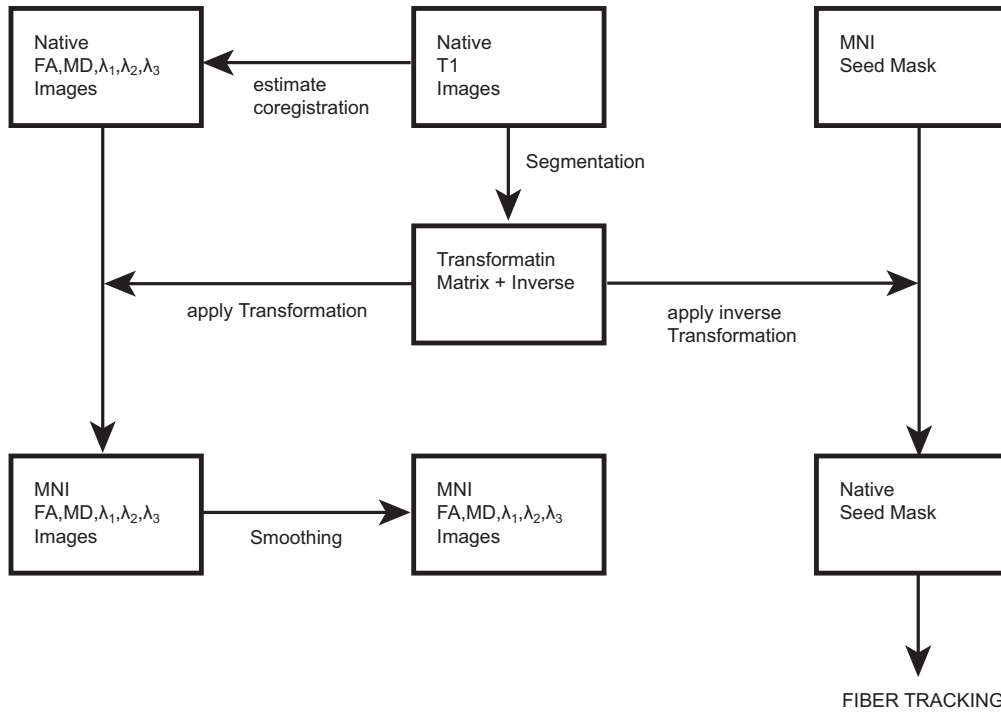 Native
FA,MD,λ₁,λ₂,λ₃
Images
estimate
coregistration
Native
T1
Images
MNI
Seed Mask
Segmentation
Transformatin
Matrix + Inverse
apply Transformation
apply inverse
Transformation
MNI
FA,MD,λ₁,λ₂,λ₃
Images
Smoothing
MNI
FA,MD,λ₁,λ₂,λ₃
Images
Native
Seed Mask
FIBER TRACKING